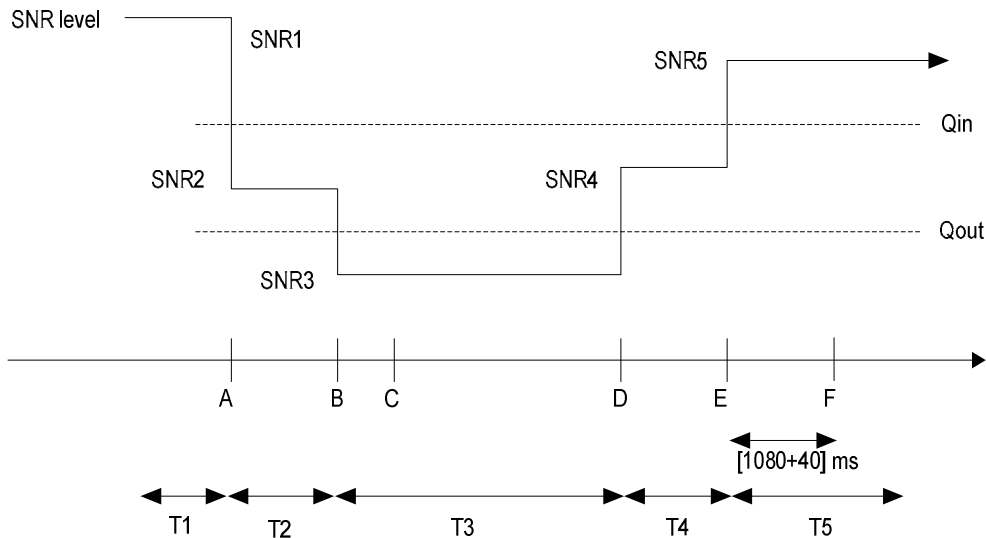 SNR level
SNR1
SNR5
Qin
SNR2
SNR4
Qout
SNR3
A
B
C
D
E
F
[1080+40] ms
T1
T2
T3
T4
T5